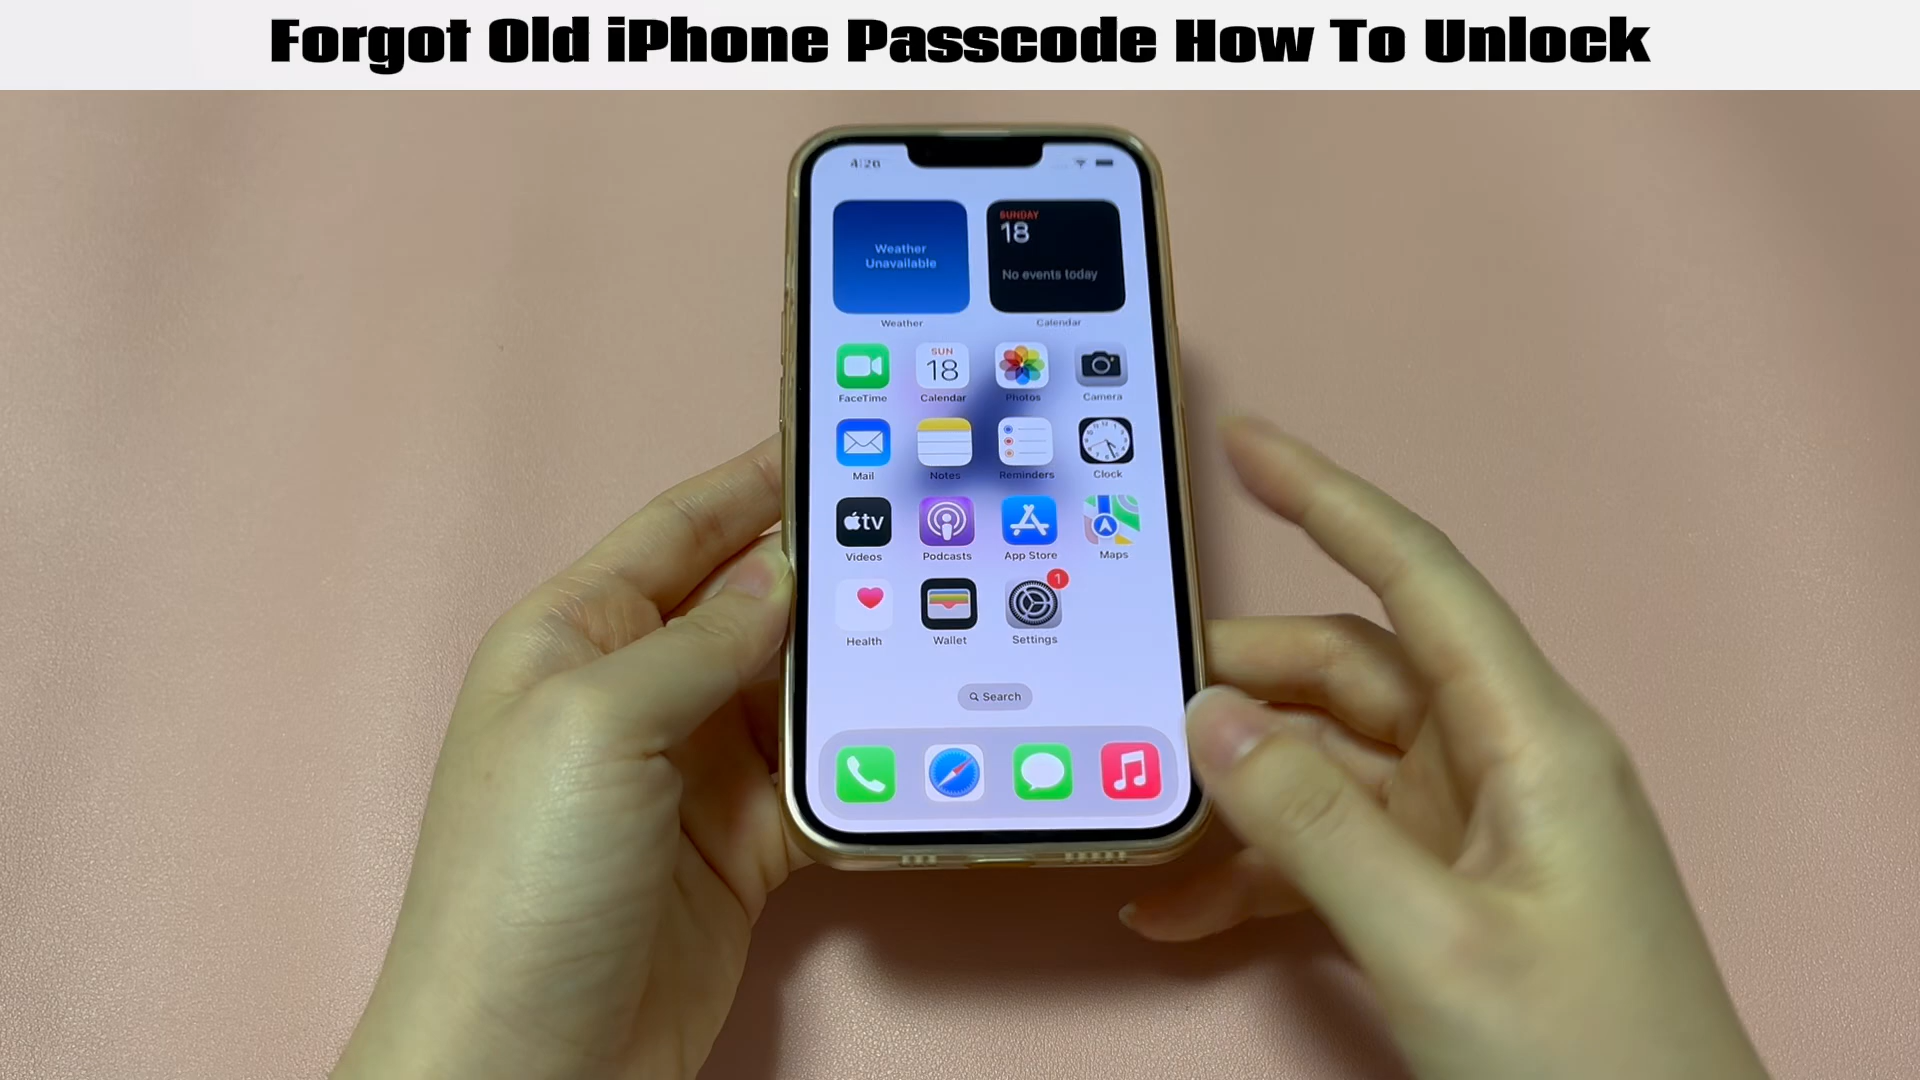 Forgot Old iPhone Passcode How To Unlock
4:26
Weather
Unavailable
SUNDAY
18
No events today
Weather
Calendar
SUN
18
FaceTime
Calendar
Photos
Camera
Mail
Notes
Reminders
Clock
tv
Videos
Podcasts
App Store
Maps
1
Health
Wallet
Settings
Search